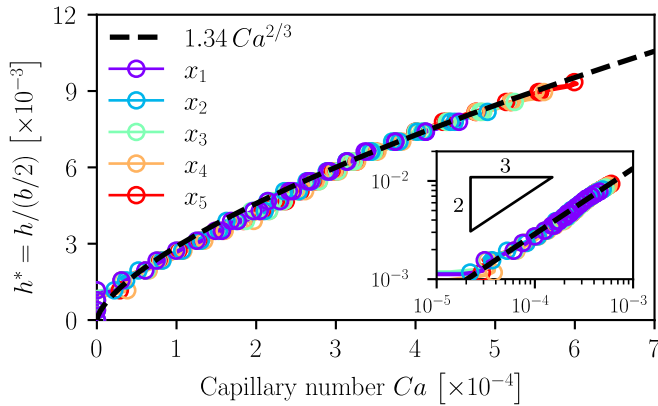 12
9
6
3
0
h* = h/(b/2) [×10⁻³]
1.34 Ca^{2/3}
x₁
x₂
x₃
x₄
x₅
3
2
10⁻²
10⁻³
10⁻⁵ 10⁻⁴ 10⁻³
0 1 2 3 4 5 6 7
Capillary number Ca [×10⁻⁴]